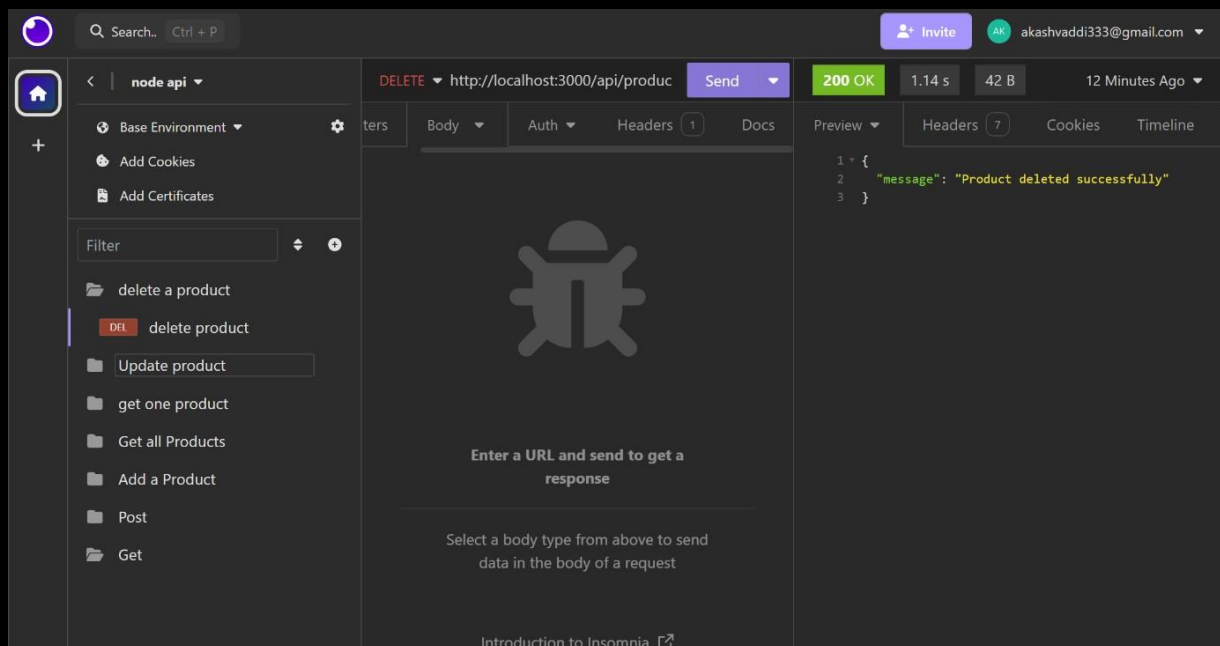 Search.. Ctrl + P
Invite
AK akashvaddi333@gmail.com
node api
DELETE http://localhost:3000/api/produc Send
200 OK 1.14 s 42 B 12 Minutes Ago
Base Environment
Add Cookies
Add Certificates
ters Body Auth Headers 1 Docs
Preview Headers 7 Cookies Timeline
1 {
2 "message": "Product deleted successfully"
3 }
Filter
delete a product
DEL delete product
Update product
get one product
Get all Products
Add a Product
Post
Get
Enter a URL and send to get a
response
Select a body type from above to send
data in the body of a request
Introduction to Insomnia